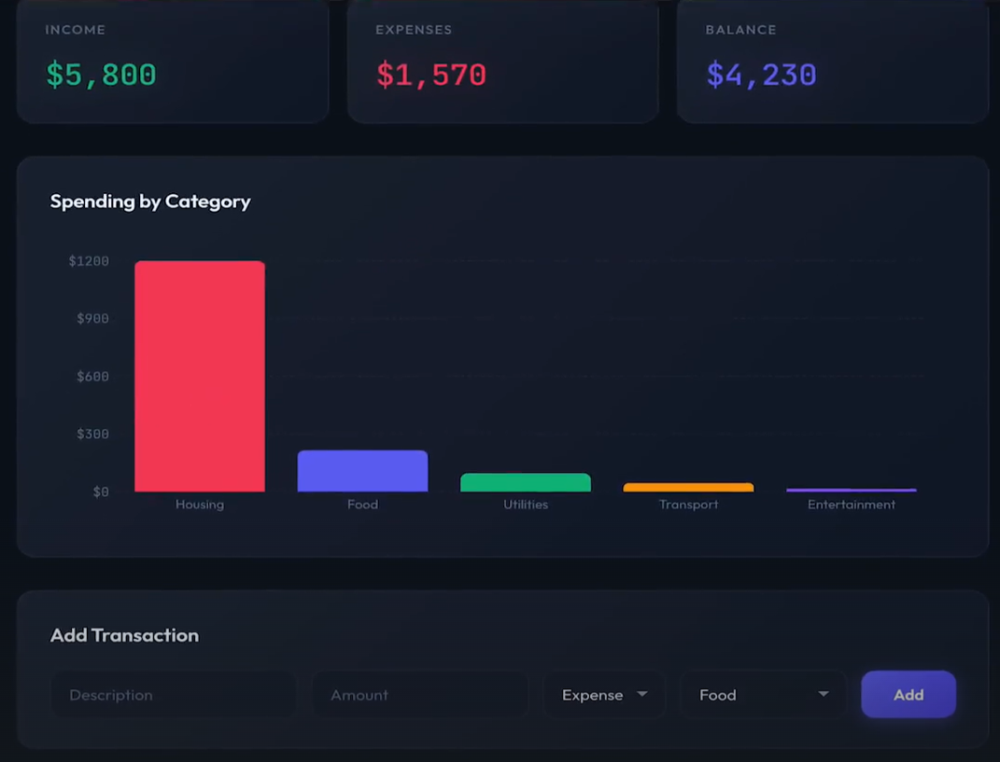 INCOME EXPENSES BALANCE
$5,800 $1,570 $4,230
Spending by Category
$1200
$900
$600
$300
$0
Housing Food Utilities Transport Entertainment
Add Transaction
Description Amount Expense Food Add